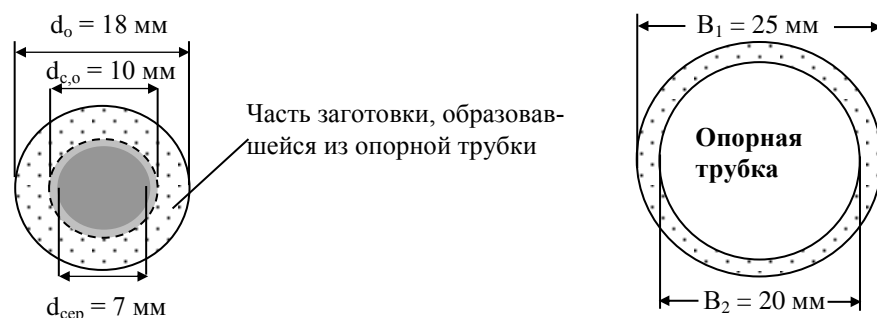 dₒ = 18 мм
d_c,o = 10 мм
Часть заготовки, образовав-
шейся из опорной трубки
d_сер = 7 мм
B₁ = 25 мм
Опорная
трубка
B₂ = 20 мм